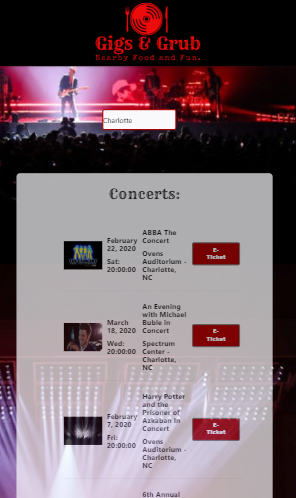 Gigs & Grub
Nearby Food and Fun.
Charlotte
Concerts:
February
22, 2020
Sat:
20:00:00
ABBA The
Concert
Ovens
Auditorium -
Charlotte,
NC
E-
Ticket
March
18, 2020
Wed:
20:00:00
An Evening
with Michael
Buble in
Concert
Spectrum
Center -
Charlotte,
NC
E-
Ticket
February
7, 2020
Fri:
20:00:00
Harry Potter
and the
Prisoner of
Azkaban in
Concert
Ovens
Auditorium -
Charlotte,
NC
E-
Ticket
6th Annual